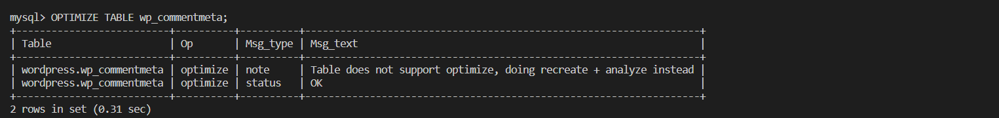 mysql> OPTIMIZE TABLE wp_commentmeta;
+--------------------------+----------+----------+-------------------------------------------------------------------+
| Table                    | Op       | Msg_type | Msg_text                                                          |
+--------------------------+----------+----------+-------------------------------------------------------------------+
| wordpress.wp_commentmeta | optimize | note     | Table does not support optimize, doing recreate + analyze instead |
| wordpress.wp_commentmeta | optimize | status   | OK                                                                |
+--------------------------+----------+----------+-------------------------------------------------------------------+
2 rows in set (0.31 sec)